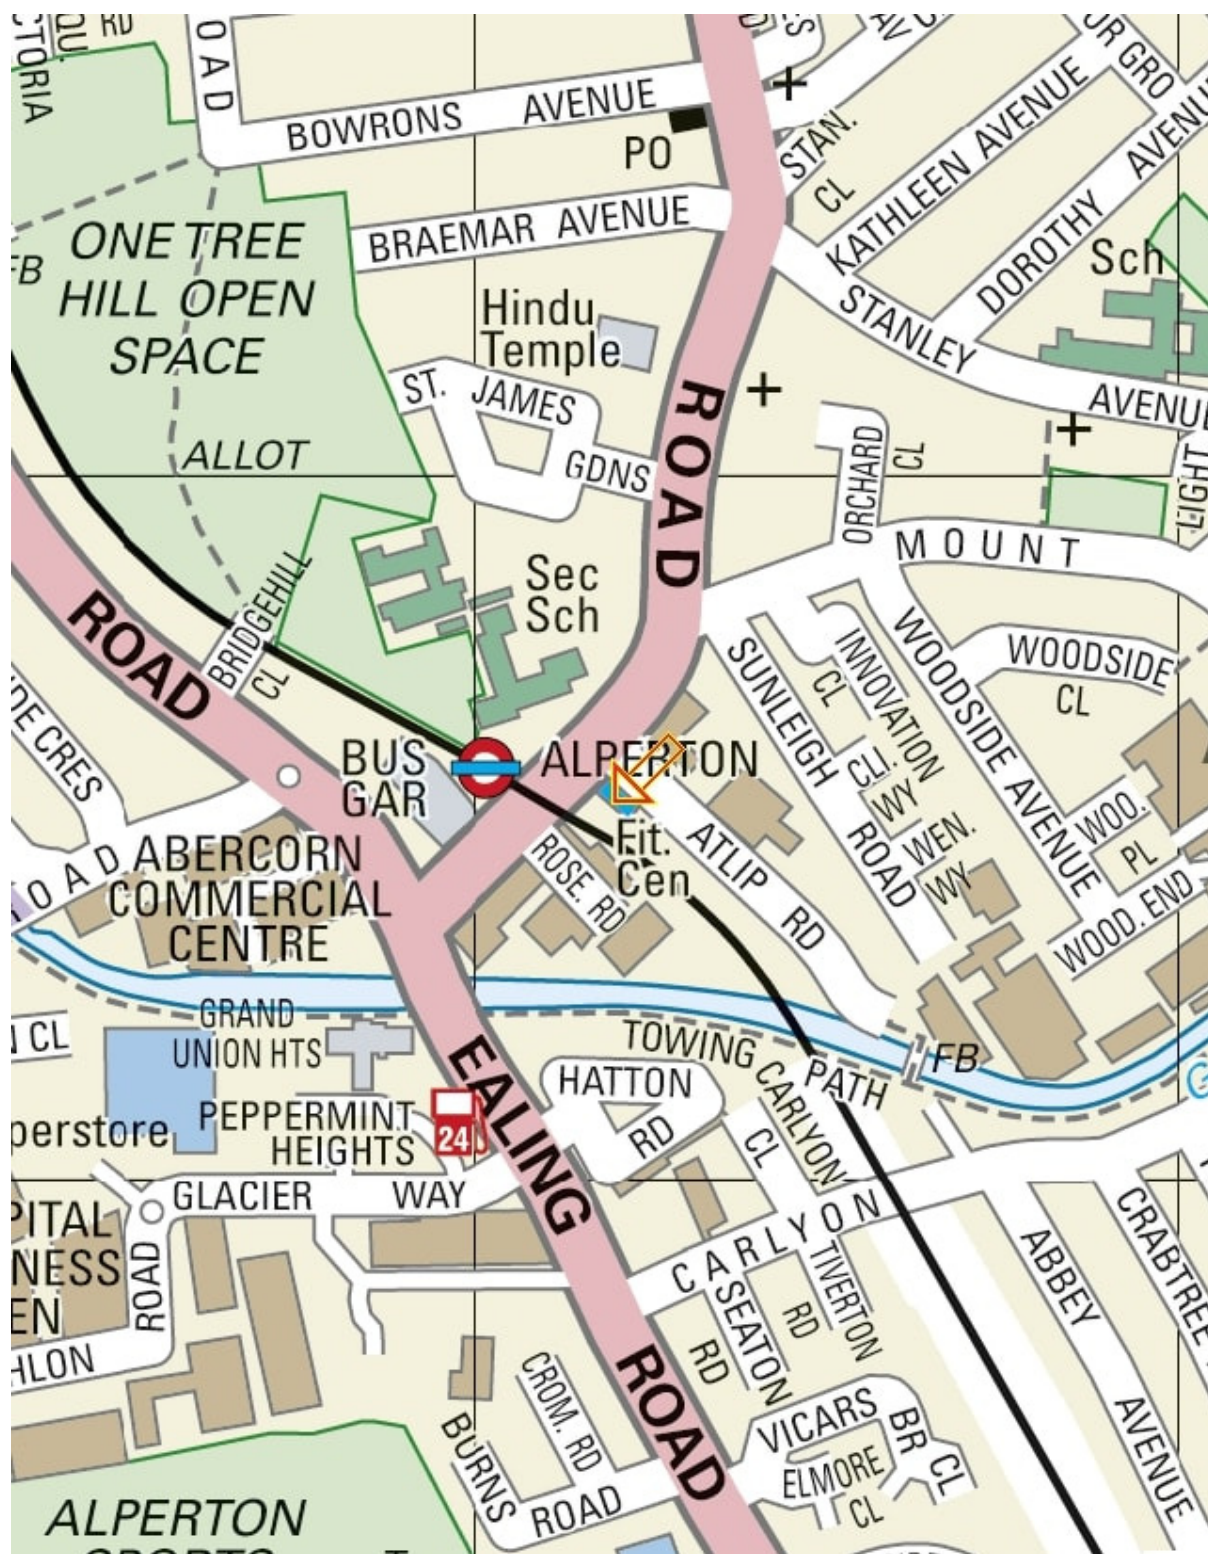 RD
OAD
BOWRONS AVENUE
PO
STAN.
CL
KATHLEEN AVENUE
DOROTHY AVENUE
BRAEMAR AVENUE
ONE TREE
HILL OPEN
SPACE
FB
Sch
STANLEY
AVENUE
Hindu
Temple
ST. JAMES
GDNS
ROAD
ORCHARD
CL
LIGHT
ALLOT
MOUNT
BRIDGEHILL
CL
Sec
Sch
ROAD
DE CRES
SUNLEIGH
ROAD
INNOVATION
CL
WOODSIDE AVENUE
WOODSIDE
CL
BUS
GAR
ALPERTON
CLI.
WY
WEN.
WY
WOO.
PL
WOOD. END
Fit.
Cen
ATLIP
RD
ROSE. RD
OAD
ABERCORN
COMMERCIAL
CENTRE
GRAND
UNION HTS
CL
TOWING
PATH
FB
PEPPERMINT
HEIGHTS
24
perstore
HATTON
RD
CARLYON
CL
EALING
GLACIER WAY
ROAD
PITAL
NESS
EN
HLON
CARLYON
SEATON
RD
TIVERTON
RD
ABBEY
AVENUE
CRABTREE
CROM. RD
BURNS
ROAD
ROAD
VICARS
BR
CL
ELMORE
CL
ALPERTON